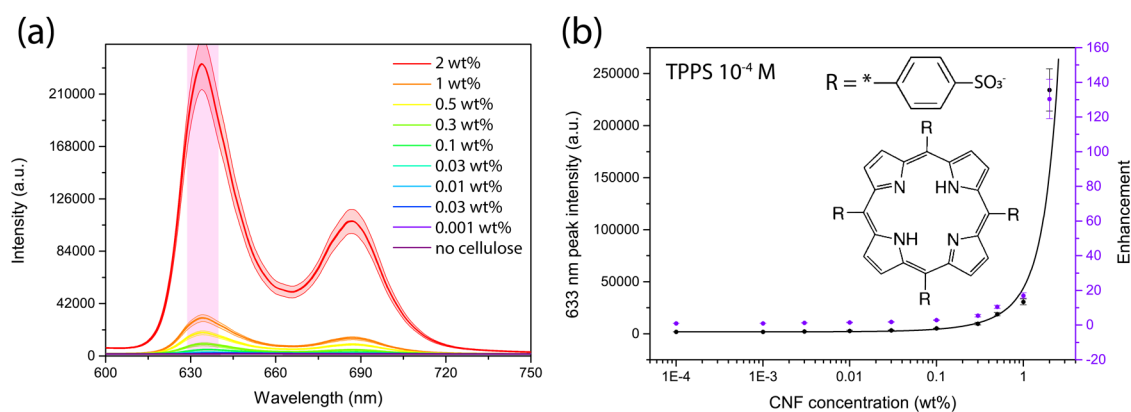 (a)
Intensity (a.u.)
210000
168000
126000
84000
42000
0
600
630
660
690
720
750
Wavelength (nm)
2 wt%
1 wt%
0.5 wt%
0.3 wt%
0.1 wt%
0.03 wt%
0.01 wt%
0.03 wt%
0.001 wt%
no cellulose
(b)
633 nm peak intensity (a.u.)
250000
200000
150000
100000
50000
0
TPPS 10⁻⁴ M
R = *
SO₃⁻
R
N
HN
R
R
NH
N
R
1E-4
1E-3
0.01
0.1
1
CNF concentration (wt%)
160
140
120
100
80
60
40
20
0
-20
Enhancement